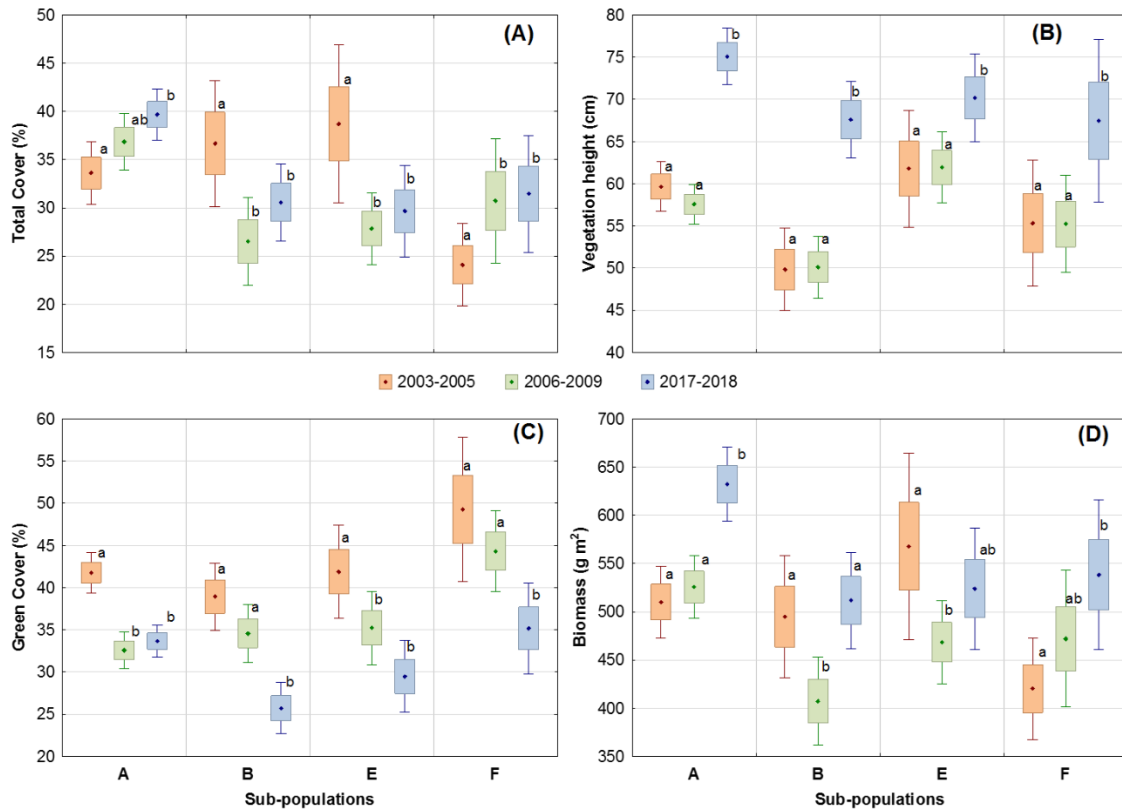 (A)
Total Cover (%)
50
45
40
35
30
25
20
15
a
ab
b
a
b
b
a
b
b
a
b
b
(B)
Vegetation height (cm)
80
75
70
65
60
55
50
45
40
a
a
b
a
a
b
a
a
b
a
a
b
2003-2005 2006-2009 2017-2018
(C)
Green Cover (%)
60
55
50
45
40
35
30
25
20
a
b
b
a
a
b
a
b
b
a
a
b
A B E F
Sub-populations
(D)
Biomass (g m²)
700
650
600
550
500
450
400
350
a
a
b
a
b
a
a
b
ab
a
ab
b
A B E F
Sub-populations